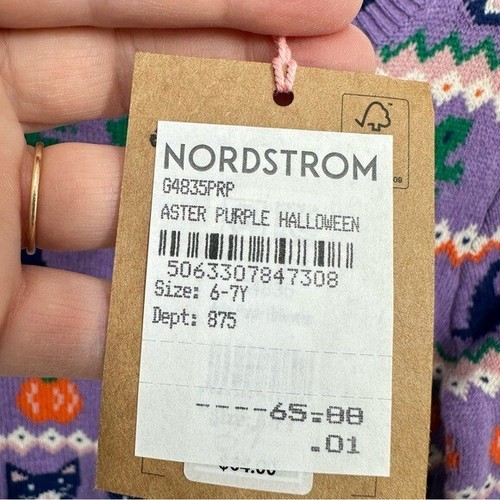 NORDSTROM
G4835PRP
ASTER PURPLE HALLOWEEN
5063307847308
Size: 6-7Y
Dept: 875
----65.00
.01